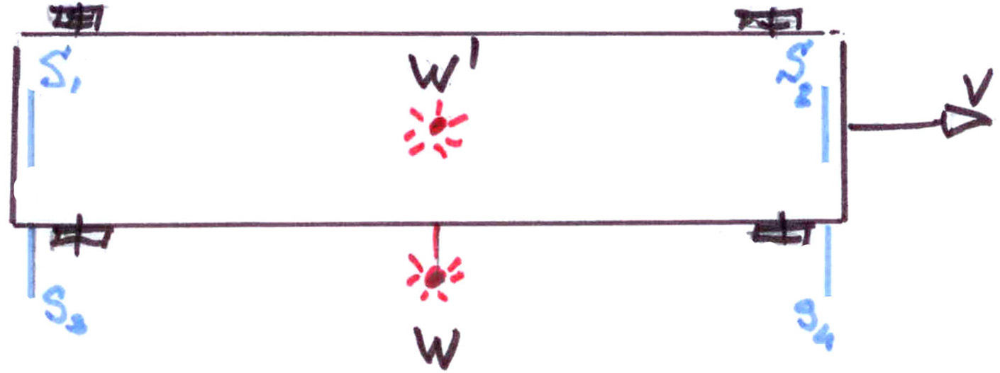 S₁ W' S₂ V
S₃ W S₄